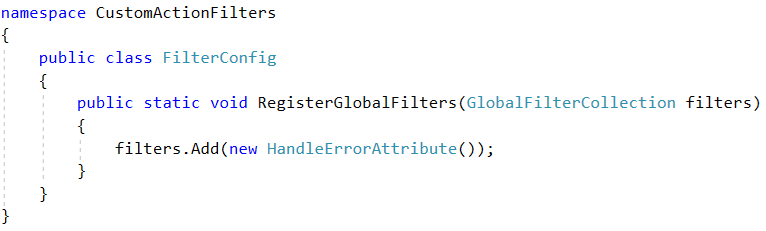 namespace CustomActionFilters
{
    public class FilterConfig
    {
        public static void RegisterGlobalFilters(GlobalFilterCollection filters)
        {
            filters.Add(new HandleErrorAttribute());
        }
    }
}